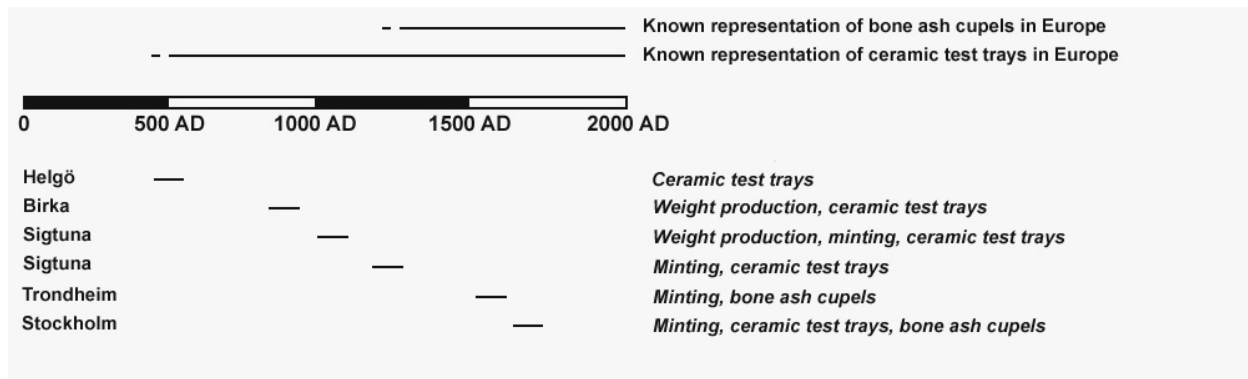 Known representation of bone ash cupels in Europe
Known representation of ceramic test trays in Europe
0 500 AD 1000 AD 1500 AD 2000 AD
Helgö Ceramic test trays
Birka Weight production, ceramic test trays
Sigtuna Weight production, minting, ceramic test trays
Sigtuna Minting, ceramic test trays
Trondheim Minting, bone ash cupels
Stockholm Minting, ceramic test trays, bone ash cupels